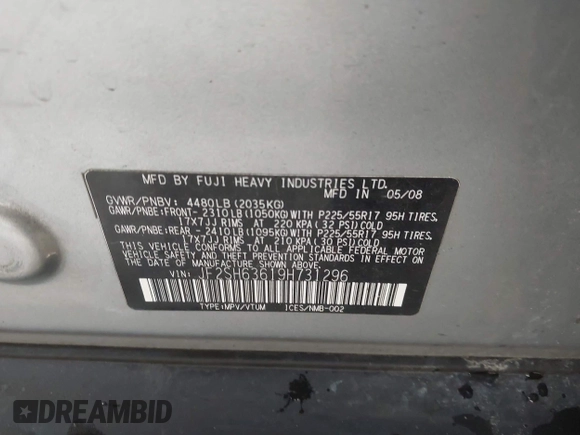 MFD BY FUJI HEAVY INDUSTRIES LTD.
MFD IN 05/08
GVWR/PNBV: 4480LB (2035KG)
GAWR/PNBE:FRONT- 2310LB(1050KG)WITH P225/55R17 95H TIRES,
17X7JJ RIMS AT 220 KPA(32 PSI)COLD
GAWR/PNBE:REAR - 2410LB(1095KG)WITH P225/55R17 95H TIRES,
17X7JJ RIMS AT 210 KPA(30 PSI)COLD
THIS VEHICLE CONFORMS TO ALL APPLICABLE FEDERAL MOTOR
VEHICLE SAFETY AND THEFT PREVENTION STANDARDS IN EFFECT ON THE
DATE OF MANUFACTURE SHOWN ABOVE.
VIN: JF2SH63619H731296
TYPE:MPV/VTUM ICES/NMB-002
DREAMBID